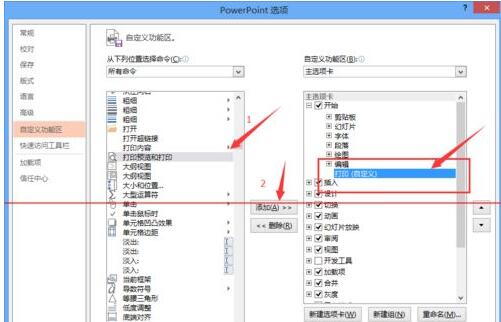 PowerPoint 选项
常规
校对
保存
版式
语言
高级
自定义功能区
快速访问工具栏
加载项
信任中心
自定义功能区。
从下列位置选择命令(C):
所有命令
粗细
粗细
粗细
打开
打开超链接
打印内容
打印预览和打印
大纲视图
大纲视图
大小和位置...
大型运算符
单击
单击鼠标时
单元格凹凸效果
单元格边距
淡出:
淡出:
淡入:
淡入:
当前框架
导数符号
等腰三角形
低度调整
底端对齐
1
2
添加(A) >>
<< 删除(R)
自定义功能区(B):
主选项卡
主选项卡
开始
剪贴板
幻灯片
字体
段落
绘图
编辑
打印 (自定义)
插入
设计
切换
动画
幻灯片放映
审阅
视图
开发工具
加载项
合并
灰度
新建选项卡(W)
新建组(N)
重命名(M)...